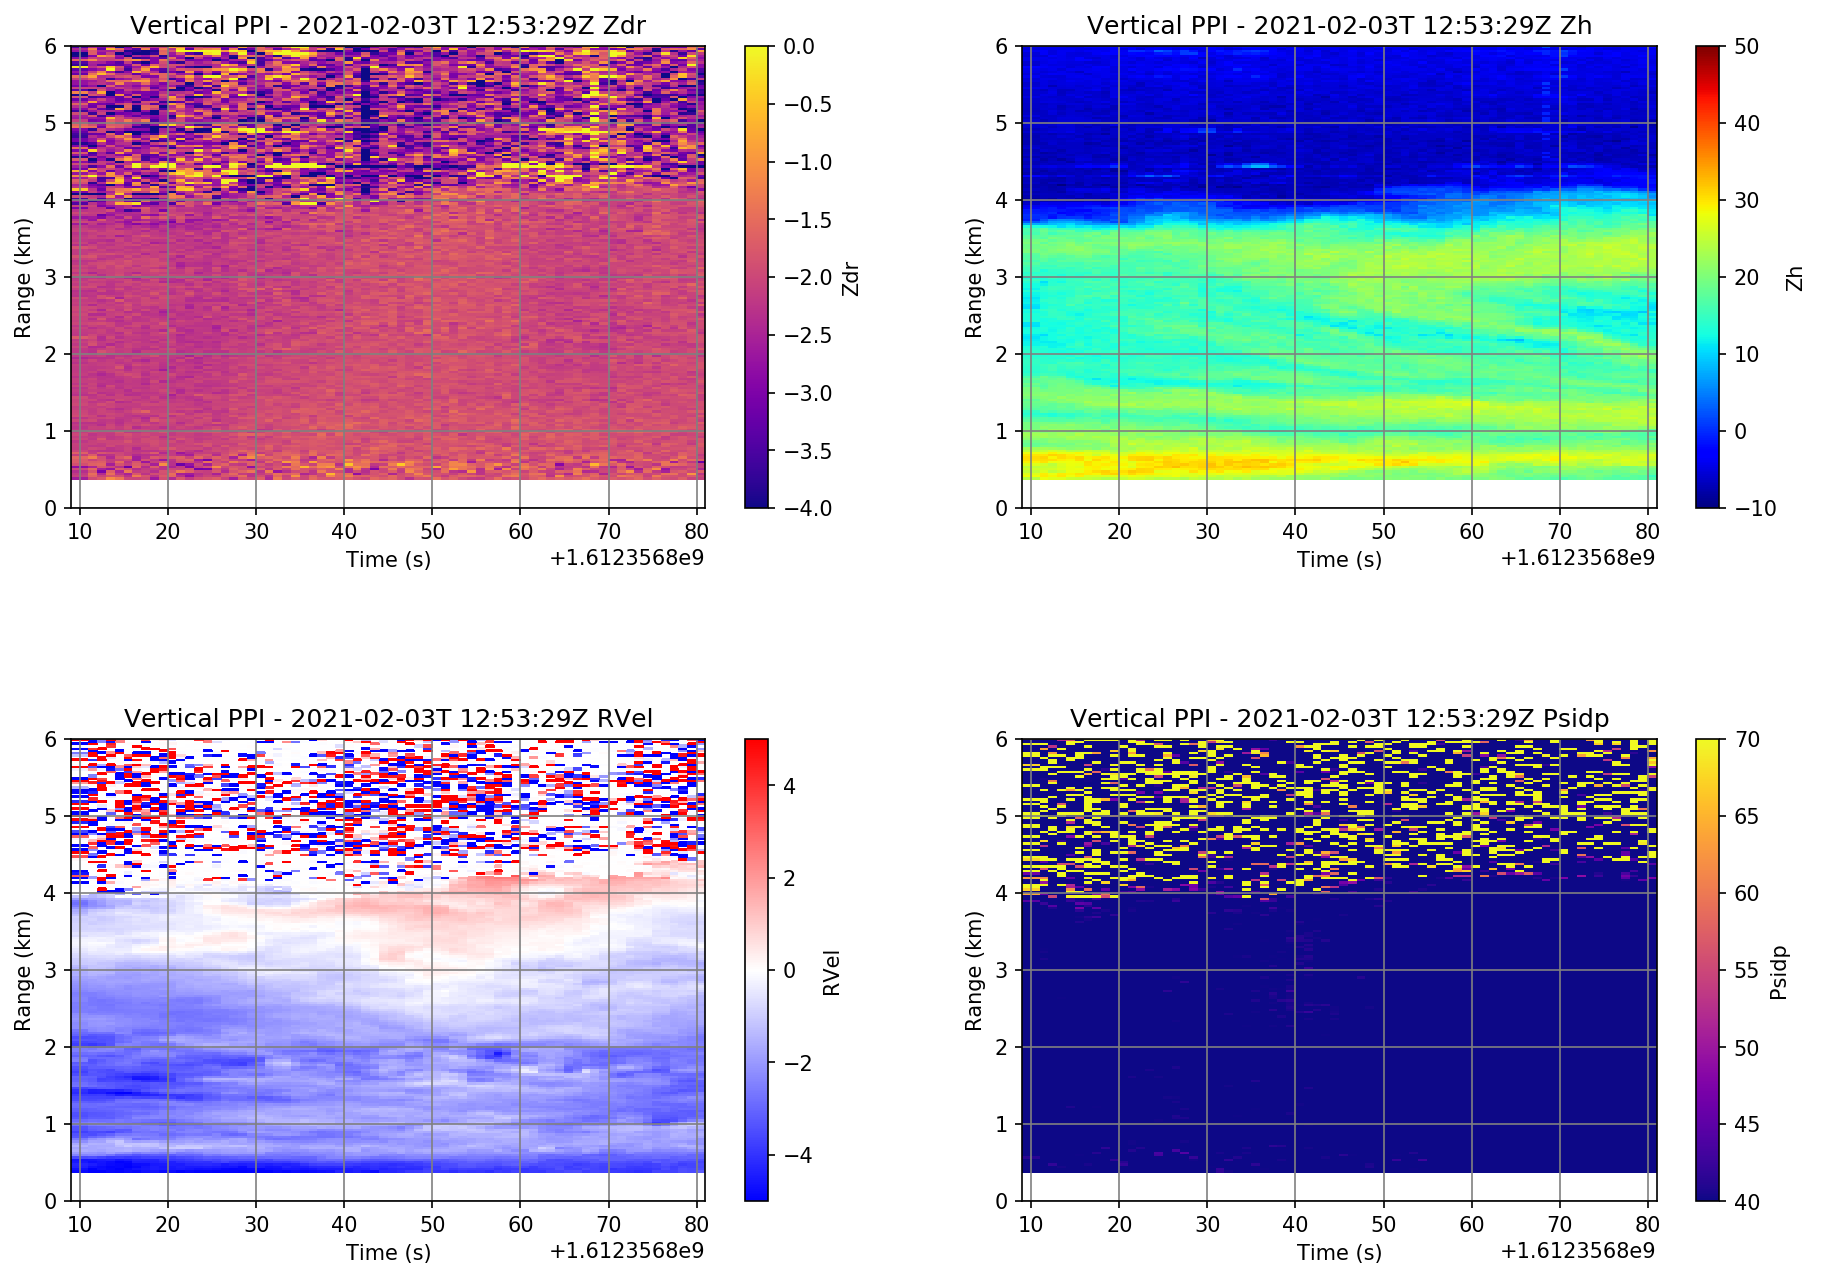 Vertical PPI - 2021-02-03T 12:53:29Z Zdr
6
5
4
3
2
1
0
Range (km)
10 20 30 40 50 60 70 80
Time (s)
+1.6123568e9
0.0
−0.5
−1.0
−1.5
−2.0
−2.5
−3.0
−3.5
−4.0
Zdr
Vertical PPI - 2021-02-03T 12:53:29Z Zh
6
5
4
3
2
1
0
Range (km)
10 20 30 40 50 60 70 80
Time (s)
+1.6123568e9
50
40
30
20
10
0
−10
Zh
Vertical PPI - 2021-02-03T 12:53:29Z RVel
6
5
4
3
2
1
0
Range (km)
10 20 30 40 50 60 70 80
Time (s)
+1.6123568e9
4
2
0
−2
−4
RVel
Vertical PPI - 2021-02-03T 12:53:29Z Psidp
6
5
4
3
2
1
0
Range (km)
10 20 30 40 50 60 70 80
Time (s)
+1.6123568e9
70
65
60
55
50
45
40
Psidp